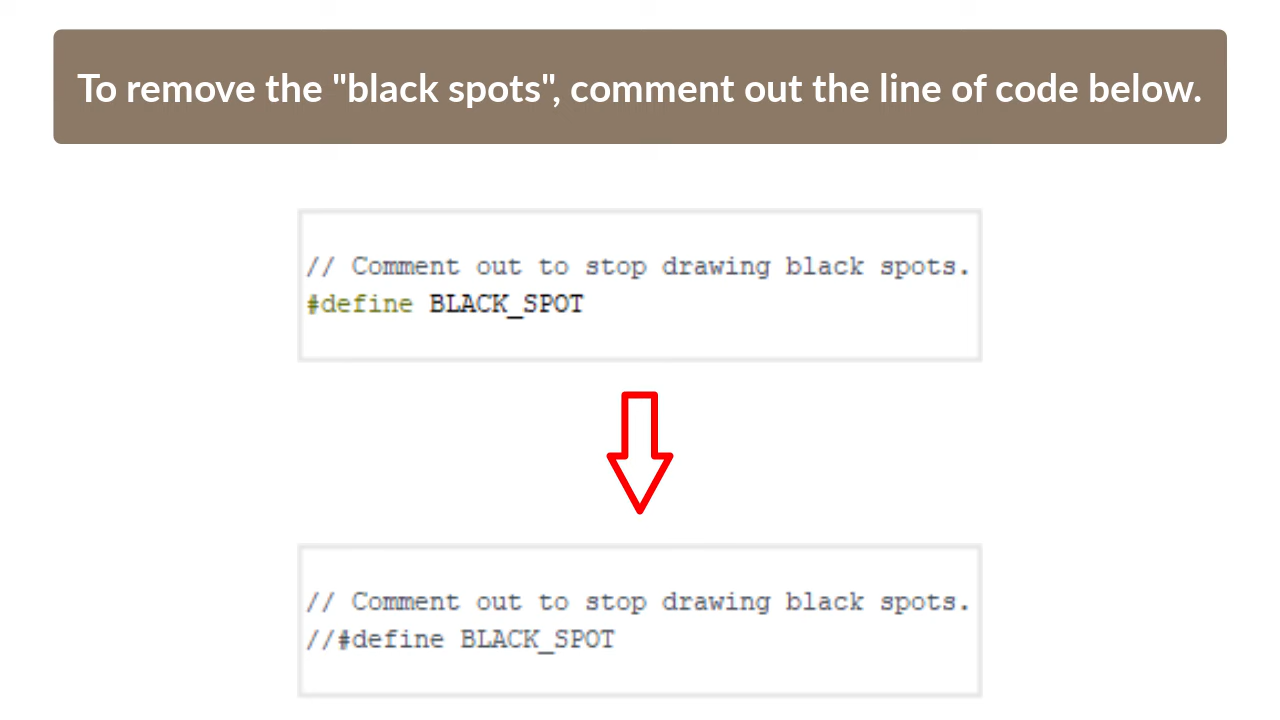 To remove the "black spots", comment out the line of code below.
// Comment out to stop drawing black spots.
#define BLACK_SPOT
// Comment out to stop drawing black spots.
//#define BLACK_SPOT